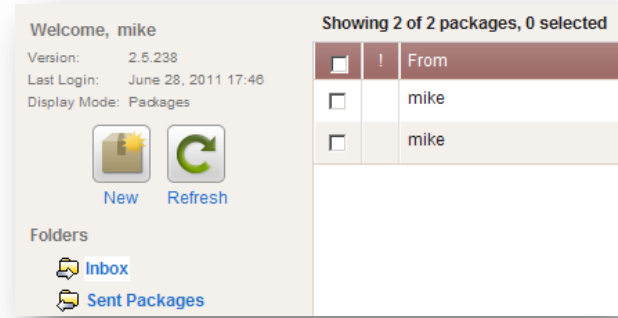 Welcome, mike
Version: 2.5.238
Last Login: June 28, 2011 17:46
Display Mode: Packages
New Refresh
Folders
Inbox
Sent Packages
Showing 2 of 2 packages, 0 selected
! From
mike
mike